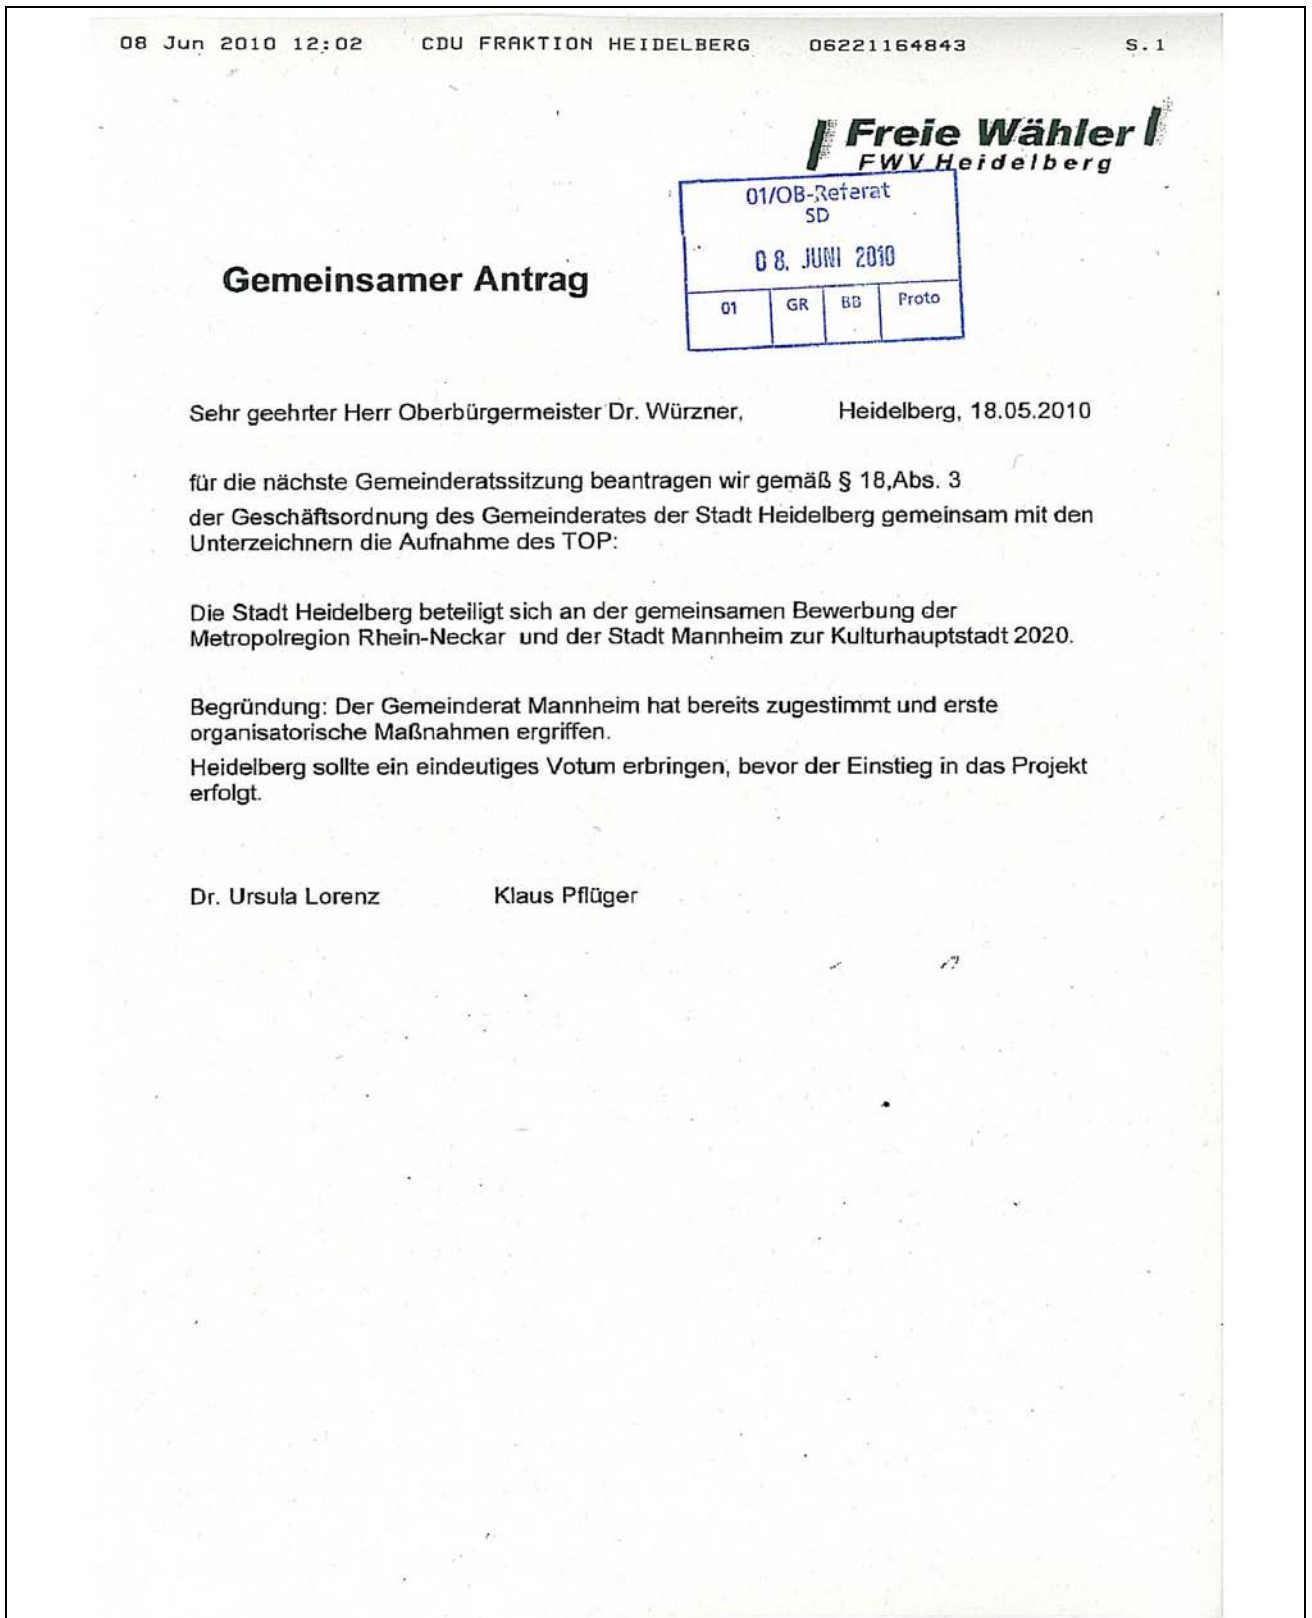 08 Jun 2010 12:02 CDU FRAKTION HEIDELBERG 06221164843 S.1
Freie Wähler
FWV Heidelberg
01/OB-Referat
SD
08. JUNI 2010
01 GR BB Proto
Gemeinsamer Antrag
Sehr geehrter Herr Oberbürgermeister Dr. Würzner, Heidelberg, 18.05.2010
für die nächste Gemeinderatssitzung beantragen wir gemäß § 18,Abs. 3
der Geschäftsordnung des Gemeinderates der Stadt Heidelberg gemeinsam mit den
Unterzeichnern die Aufnahme des TOP:
Die Stadt Heidelberg beteiligt sich an der gemeinsamen Bewerbung der
Metropolregion Rhein-Neckar und der Stadt Mannheim zur Kulturhauptstadt 2020.
Begründung: Der Gemeinderat Mannheim hat bereits zugestimmt und erste
organisatorische Maßnahmen ergriffen.
Heidelberg sollte ein eindeutiges Votum erbringen, bevor der Einstieg in das Projekt
erfolgt.
Dr. Ursula Lorenz Klaus Pflüger